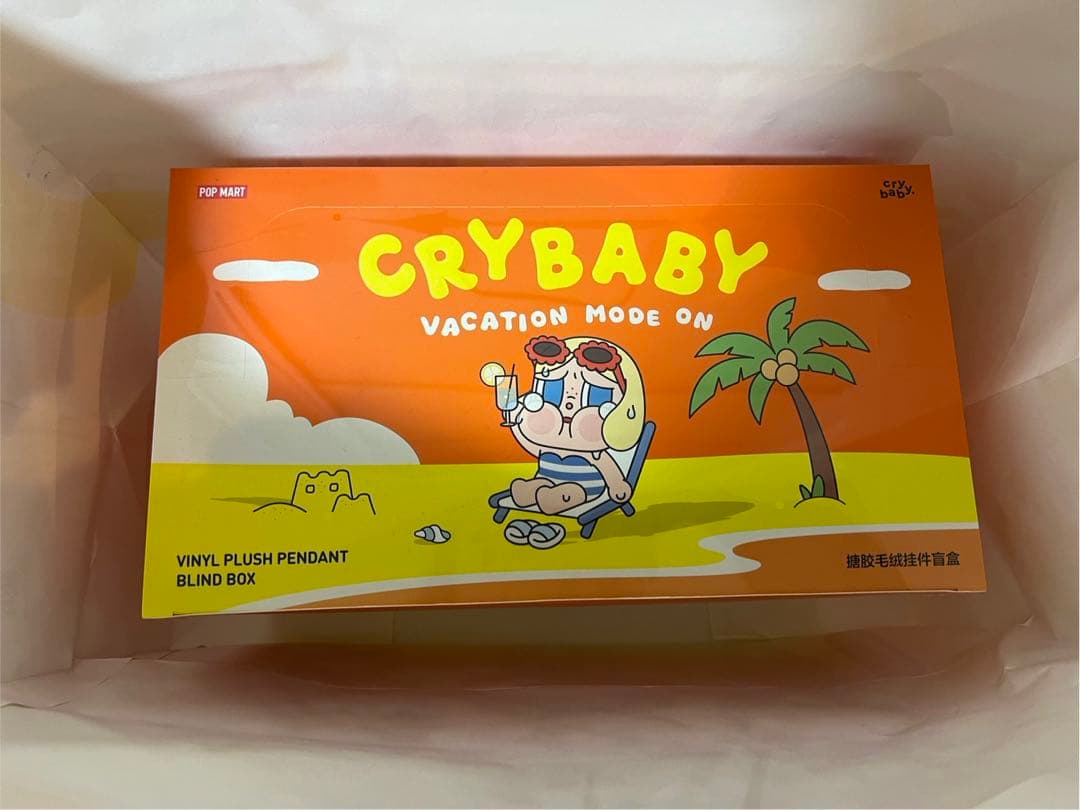 POP MART
cry
baby.
CRYBABY
VACATION MODE ON
VINYL PLUSH PENDANT
BLIND BOX
搪胶毛绒挂件盲盒